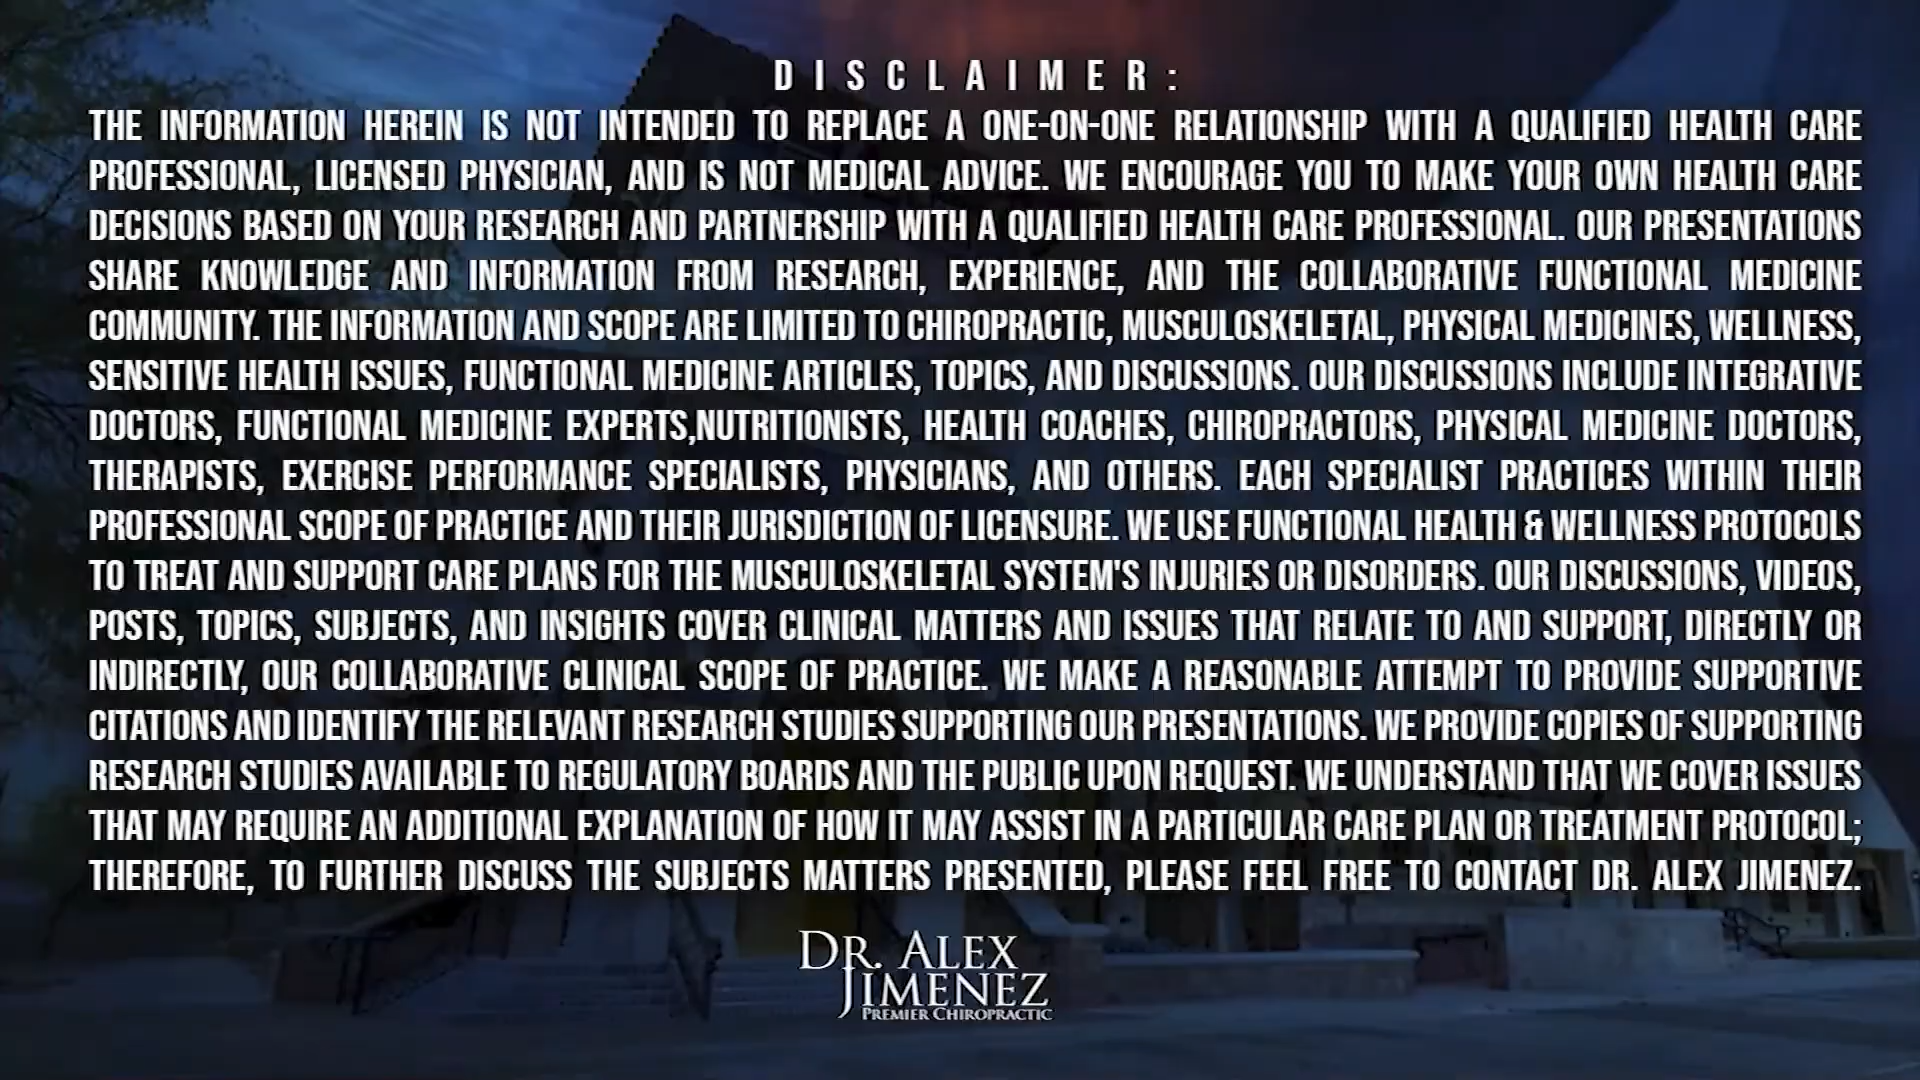 DISCLAIMER:
THE INFORMATION HEREIN IS NOT INTENDED TO REPLACE A ONE-ON-ONE RELATIONSHIP WITH A QUALIFIED HEALTH CARE
PROFESSIONAL, LICENSED PHYSICIAN, AND IS NOT MEDICAL ADVICE. WE ENCOURAGE YOU TO MAKE YOUR OWN HEALTH CARE
DECISIONS BASED ON YOUR RESEARCH AND PARTNERSHIP WITH A QUALIFIED HEALTH CARE PROFESSIONAL. OUR PRESENTATIONS
SHARE KNOWLEDGE AND INFORMATION FROM RESEARCH, EXPERIENCE, AND THE COLLABORATIVE FUNCTIONAL MEDICINE
COMMUNITY. THE INFORMATION AND SCOPE ARE LIMITED TO CHIROPRACTIC, MUSCULOSKELETAL, PHYSICAL MEDICINES, WELLNESS,
SENSITIVE HEALTH ISSUES, FUNCTIONAL MEDICINE ARTICLES, TOPICS, AND DISCUSSIONS. OUR DISCUSSIONS INCLUDE INTEGRATIVE
DOCTORS, FUNCTIONAL MEDICINE EXPERTS,NUTRITIONISTS, HEALTH COACHES, CHIROPRACTORS, PHYSICAL MEDICINE DOCTORS,
THERAPISTS, EXERCISE PERFORMANCE SPECIALISTS, PHYSICIANS, AND OTHERS. EACH SPECIALIST PRACTICES WITHIN THEIR
PROFESSIONAL SCOPE OF PRACTICE AND THEIR JURISDICTION OF LICENSURE. WE USE FUNCTIONAL HEALTH & WELLNESS PROTOCOLS
TO TREAT AND SUPPORT CARE PLANS FOR THE MUSCULOSKELETAL SYSTEM'S INJURIES OR DISORDERS. OUR DISCUSSIONS, VIDEOS,
POSTS, TOPICS, SUBJECTS, AND INSIGHTS COVER CLINICAL MATTERS AND ISSUES THAT RELATE TO AND SUPPORT, DIRECTLY OR
INDIRECTLY, OUR COLLABORATIVE CLINICAL SCOPE OF PRACTICE. WE MAKE A REASONABLE ATTEMPT TO PROVIDE SUPPORTIVE
CITATIONS AND IDENTIFY THE RELEVANT RESEARCH STUDIES SUPPORTING OUR PRESENTATIONS. WE PROVIDE COPIES OF SUPPORTING
RESEARCH STUDIES AVAILABLE TO REGULATORY BOARDS AND THE PUBLIC UPON REQUEST. WE UNDERSTAND THAT WE COVER ISSUES
THAT MAY REQUIRE AN ADDITIONAL EXPLANATION OF HOW IT MAY ASSIST IN A PARTICULAR CARE PLAN OR TREATMENT PROTOCOL;
THEREFORE, TO FURTHER DISCUSS THE SUBJECTS MATTERS PRESENTED, PLEASE FEEL FREE TO CONTACT DR. ALEX JIMENEZ.
DR. ALEX
JIMENEZ
PREMIER CHIROPRACTIC